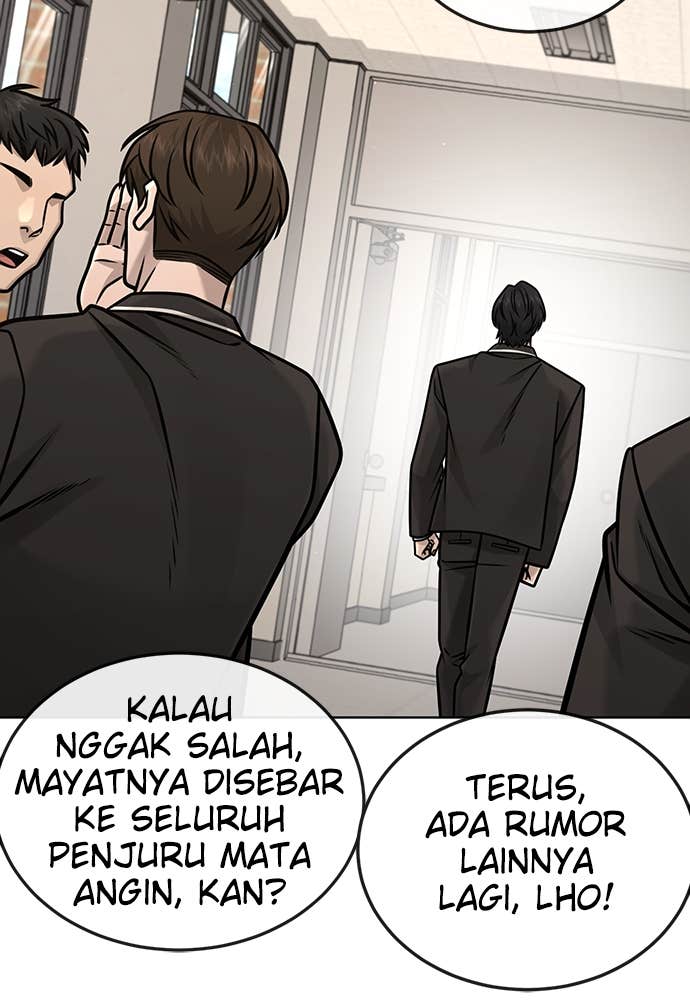 KALAU
NGGAK SALAH,
MAYATNYA DISEBAR
KE SELURUH
PENJURU MATA
ANGIN, KAN?
TERUS,
ADA RUMOR
LAINNYA
LAGI, LHO!